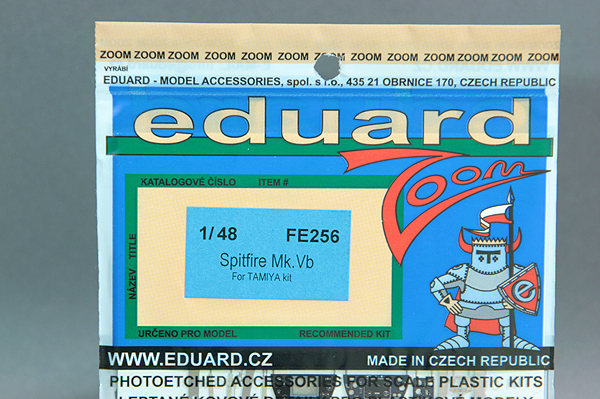 ZOOM ZOOM ZOOM ZOOM ZOOM ZOOM ZOOM ZOOM ZOOM ZOOM ZOOM ZOOM ZOOM
VYRÁBÍ
EDUARD - MODEL ACCESSORIES, spol. s r.o., 435 21 OBRNICE 170, CZECH REPUBLIC
eduard
Zoom
KATALOGOVÉ ČÍSLO ITEM #
1/48 FE256
Spitfire Mk.Vb
For TAMIYA kit
NÁZEV TITLE
e
URČENO PRO MODEL RECOMMENDED KIT
WWW.EDUARD.CZ MADE IN CZECH REPUBLIC
PHOTOETCHED ACCESSORIES FOR SCALE PLASTIC KITS